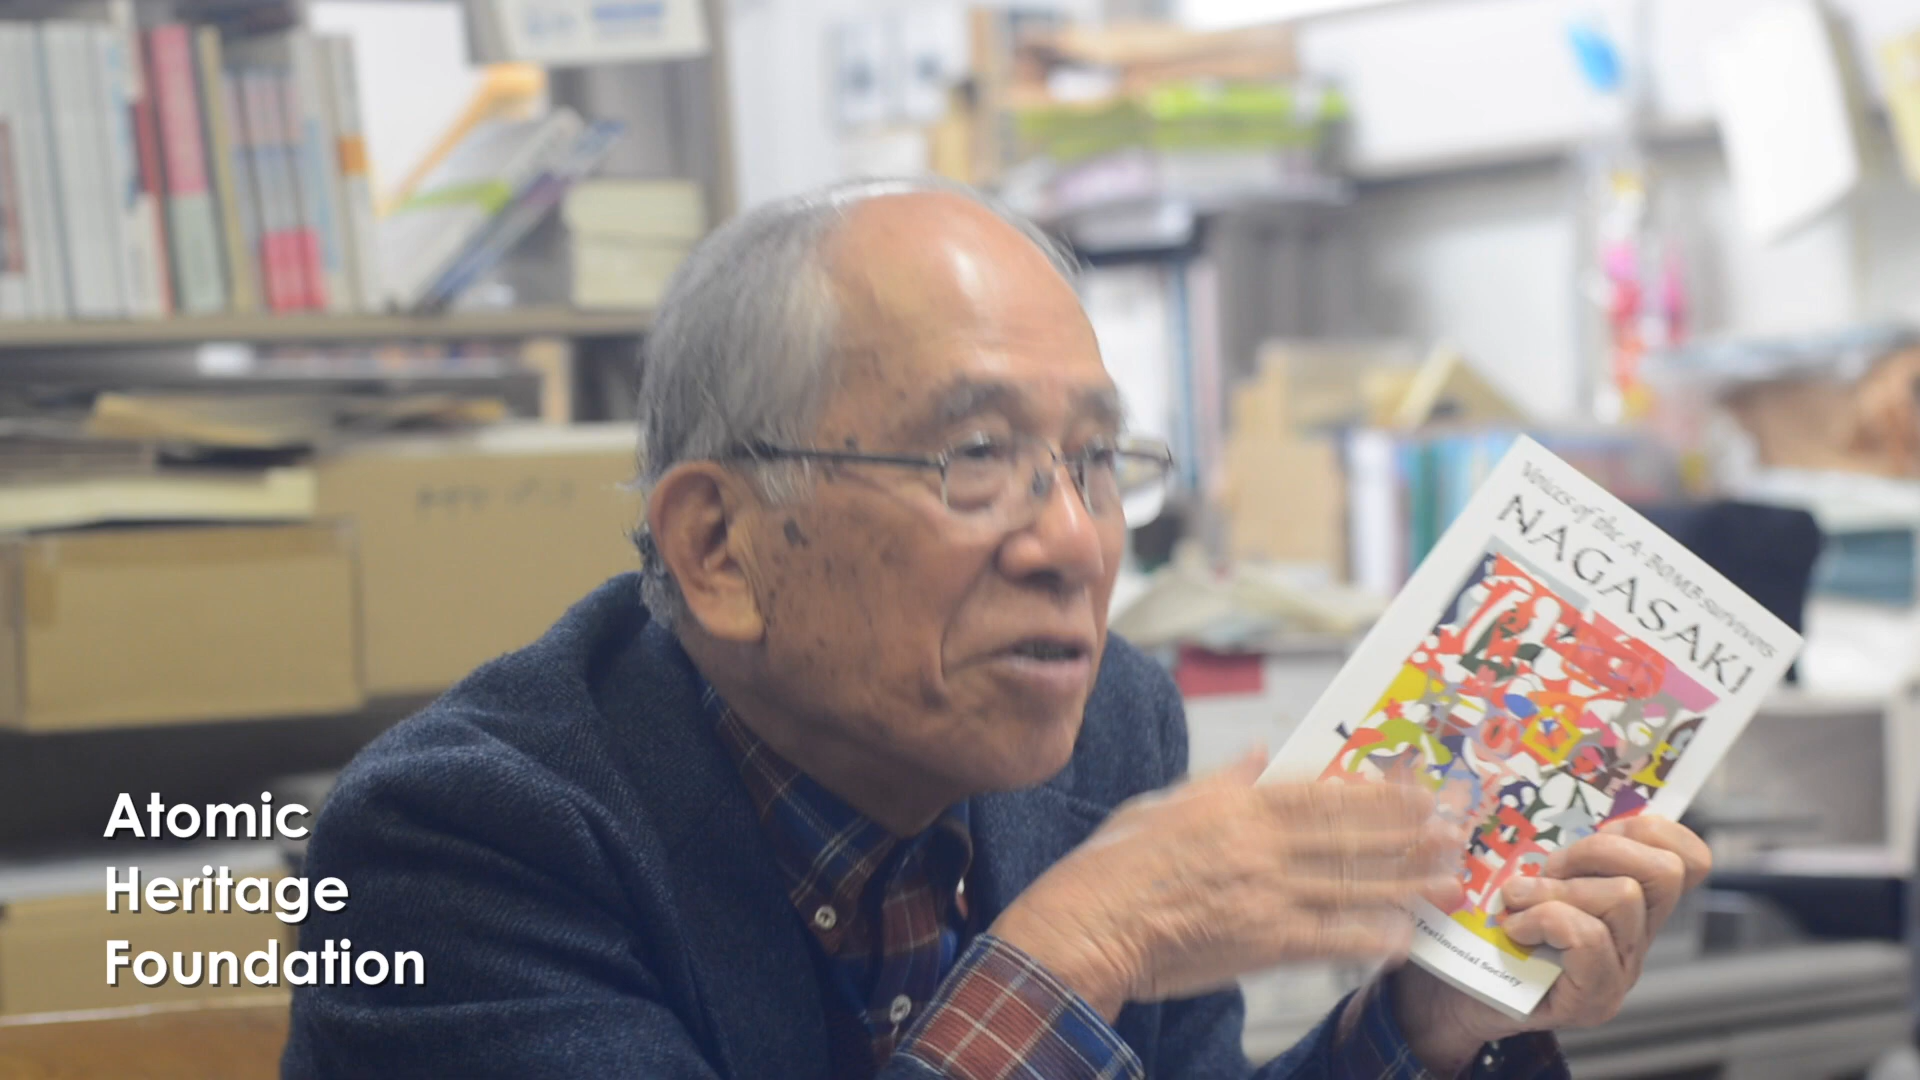 Voices of the A-BOMB survivors
NAGASAKI
Testimonial Society
Atomic
Heritage
Foundation